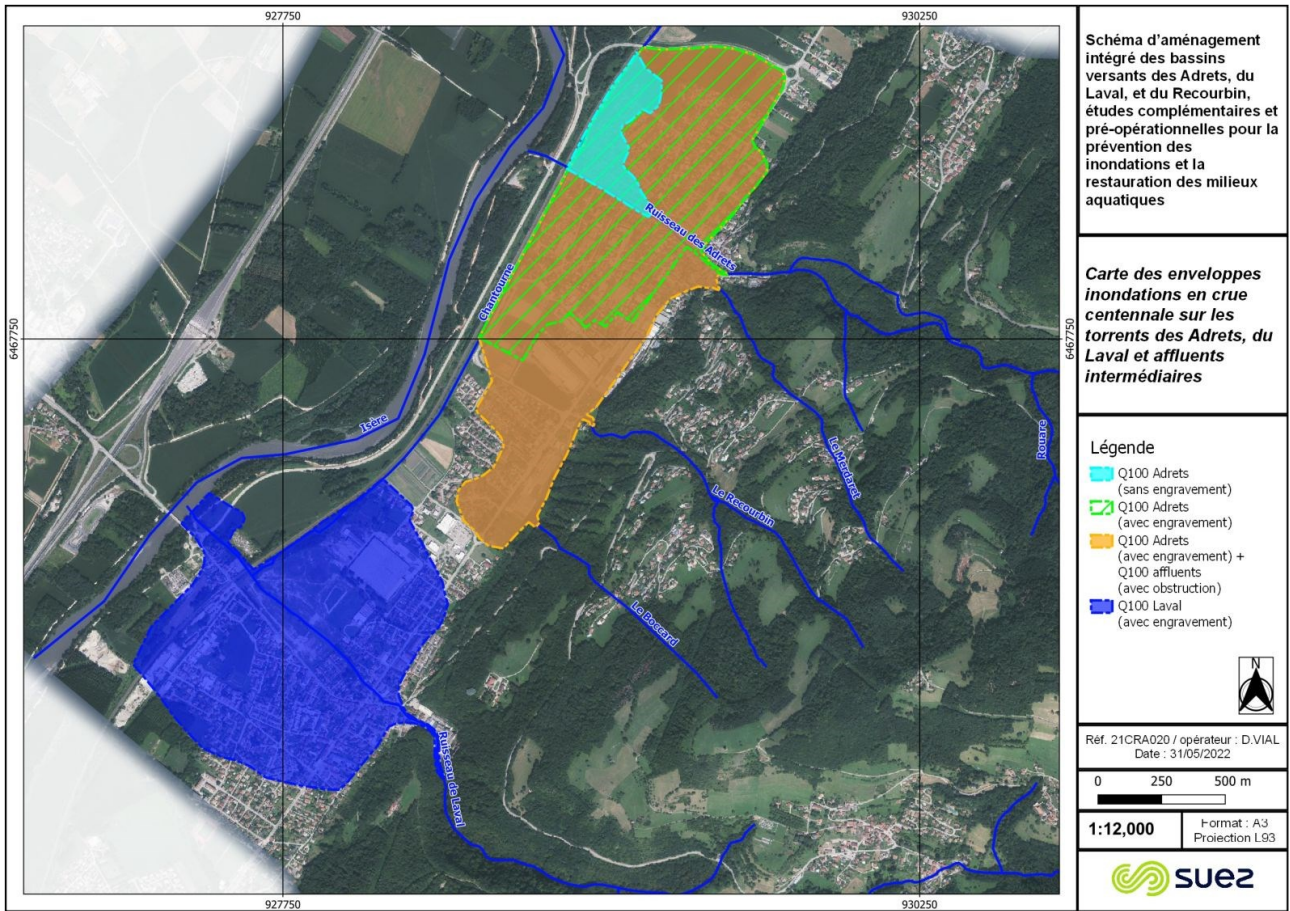 927750
930250
6467750
6467750
Chantourne
Ruisseau des Adrets
Isère
Le Merdaret
Rouare
Le Recourbin
Le Boccard
Ruisseau de Laval
927750
930250
Schéma d'aménagement
intégré des bassins
versants des Adrets, du
Laval, et du Recourbin,
études complémentaires et
pré-opérationnelles pour la
prévention des
inondations et la
restauration des milieux
aquatiques
Carte des enveloppes
inondations en crue
centennale sur les
torrents des Adrets, du
Laval et affluents
intermédiaires
Légende
Q100 Adrets
(sans engravement)
Q100 Adrets
(avec engravement)
Q100 Adrets
(avec engravement) +
Q100 affluents
(avec obstruction)
Q100 Laval
(avec engravement)
N
Réf. 21CRA020 / opérateur : D.VIAL
Date : 31/05/2022
0 250 500 m
1:12,000
Format : A3
Projection L93
suez